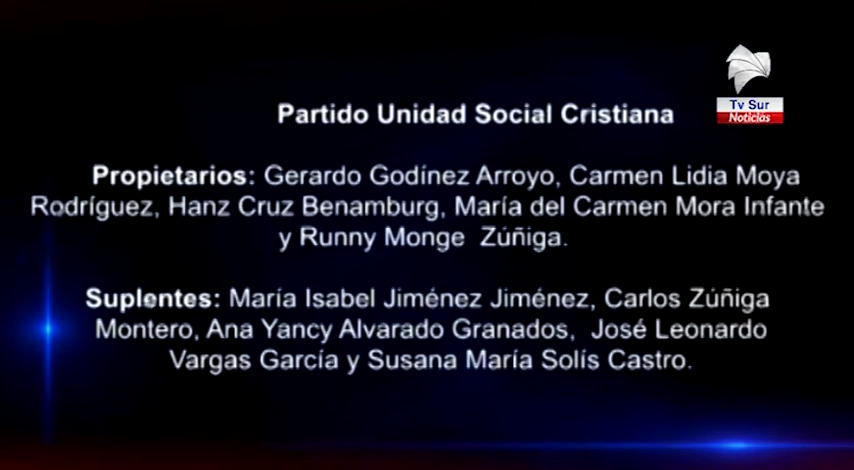 Tv Sur
Noticias
Partido Unidad Social Cristiana
Propietarios: Gerardo Godínez Arroyo, Carmen Lidia Moya
Rodríguez, Hanz Cruz Benamburg, María del Carmen Mora Infante
y Runny Monge Zúñiga.
Suplentes: María Isabel Jiménez Jiménez, Carlos Zúñiga
Montero, Ana Yancy Alvarado Granados, José Leonardo
Vargas García y Susana María Solís Castro.